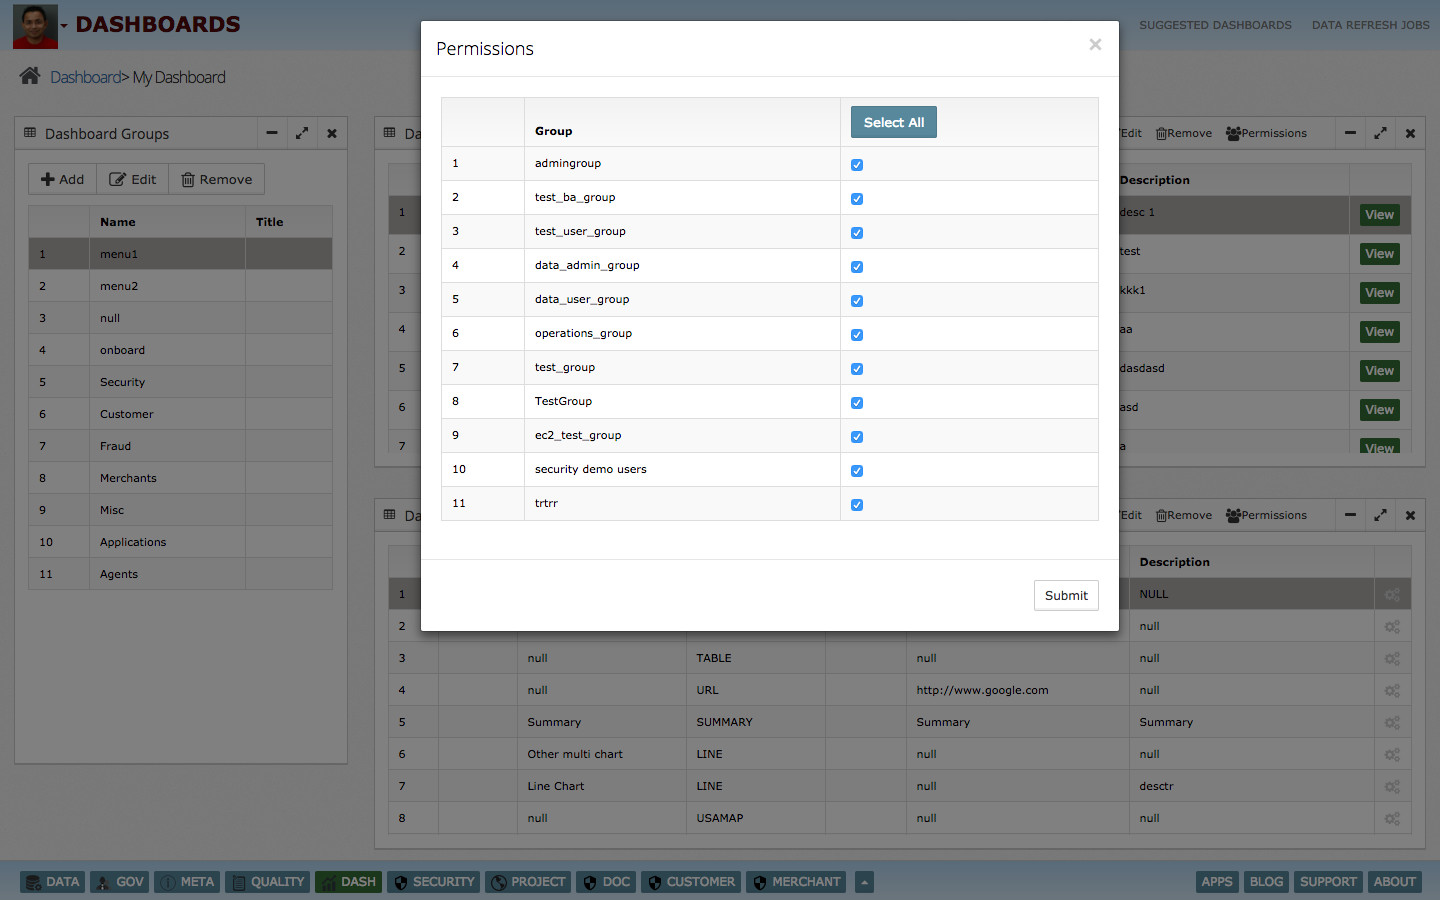 DASHBOARDS
SUGGESTED DASHBOARDS DATA REFRESH JOBS
Dashboard> My Dashboard
Permissions ×
Group Select All
1 admingroup
2 test_ba_group
3 test_user_group
4 data_admin_group
5 data_user_group
6 operations_group
7 test_group
8 TestGroup
9 ec2_test_group
10 security demo users
11 trtrr
Submit
Dashboard Groups
Add Edit Remove
Name Title
1 menu1
2 menu2
3 null
4 onboard
5 Security
6 Customer
7 Fraud
8 Merchants
9 Misc
10 Applications
11 Agents
Da Edit Remove Permissions
Description
1 desc 1 View
2 test View
3 kkk1 View
4 aa View
5 dasdasd View
6 asd View
7 a View
Da Edit Remove Permissions
Description
1 NULL
2 null
3 null TABLE null null
4 null URL http://www.google.com null
5 Summary SUMMARY Summary Summary
6 Other multi chart LINE null null
7 Line Chart LINE null desctr
8 null USAMAP null null
DATA GOV META QUALITY DASH SECURITY PROJECT DOC CUSTOMER MERCHANT APPS BLOG SUPPORT ABOUT